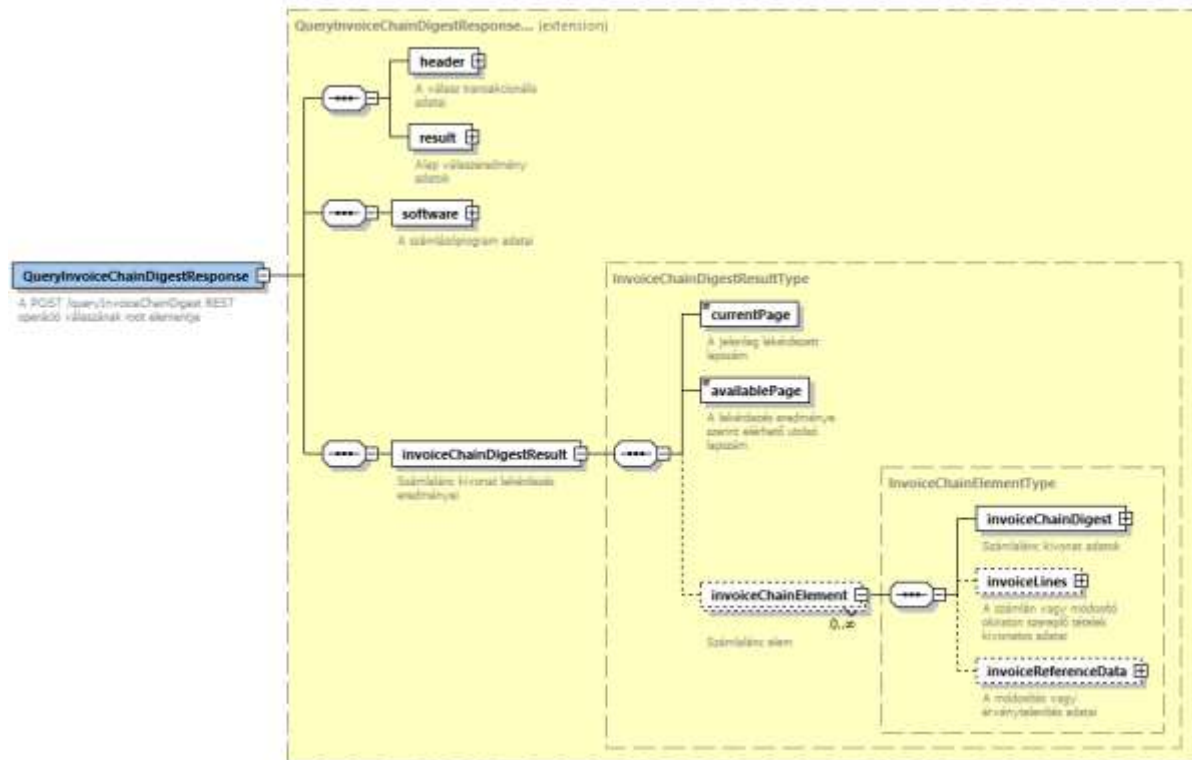 QueryInvoiceChainDigestResponse... (extension)
header
A válasz tranzakcionális
adatai
result
Alap válaszeredmény
adatok
software
A számlázóprogram adatai
QueryInvoiceChainDigestResponse
A POST /queryInvoiceChainDigest REST
operáció válaszának root elementje
InvoiceChainDigestResultType
currentPage
A jelenleg lekérdezett
lapszám
availablePage
A lekérdezés eredménye
szerint elérhető utolsó
lapszám
invoiceChainDigestResult
Számlalánc kivonat lekérdezés
eredményei
InvoiceChainElementType
invoiceChainDigest
Számlalánc kivonat adatok
invoiceLines
A számlán vagy módosító
okiraton szereplő tételek
kivonatos adatai
invoiceChainElement
0..∞
Számlalánc elem
invoiceReferenceData
A módosítás vagy
érvénytelenítés adatai